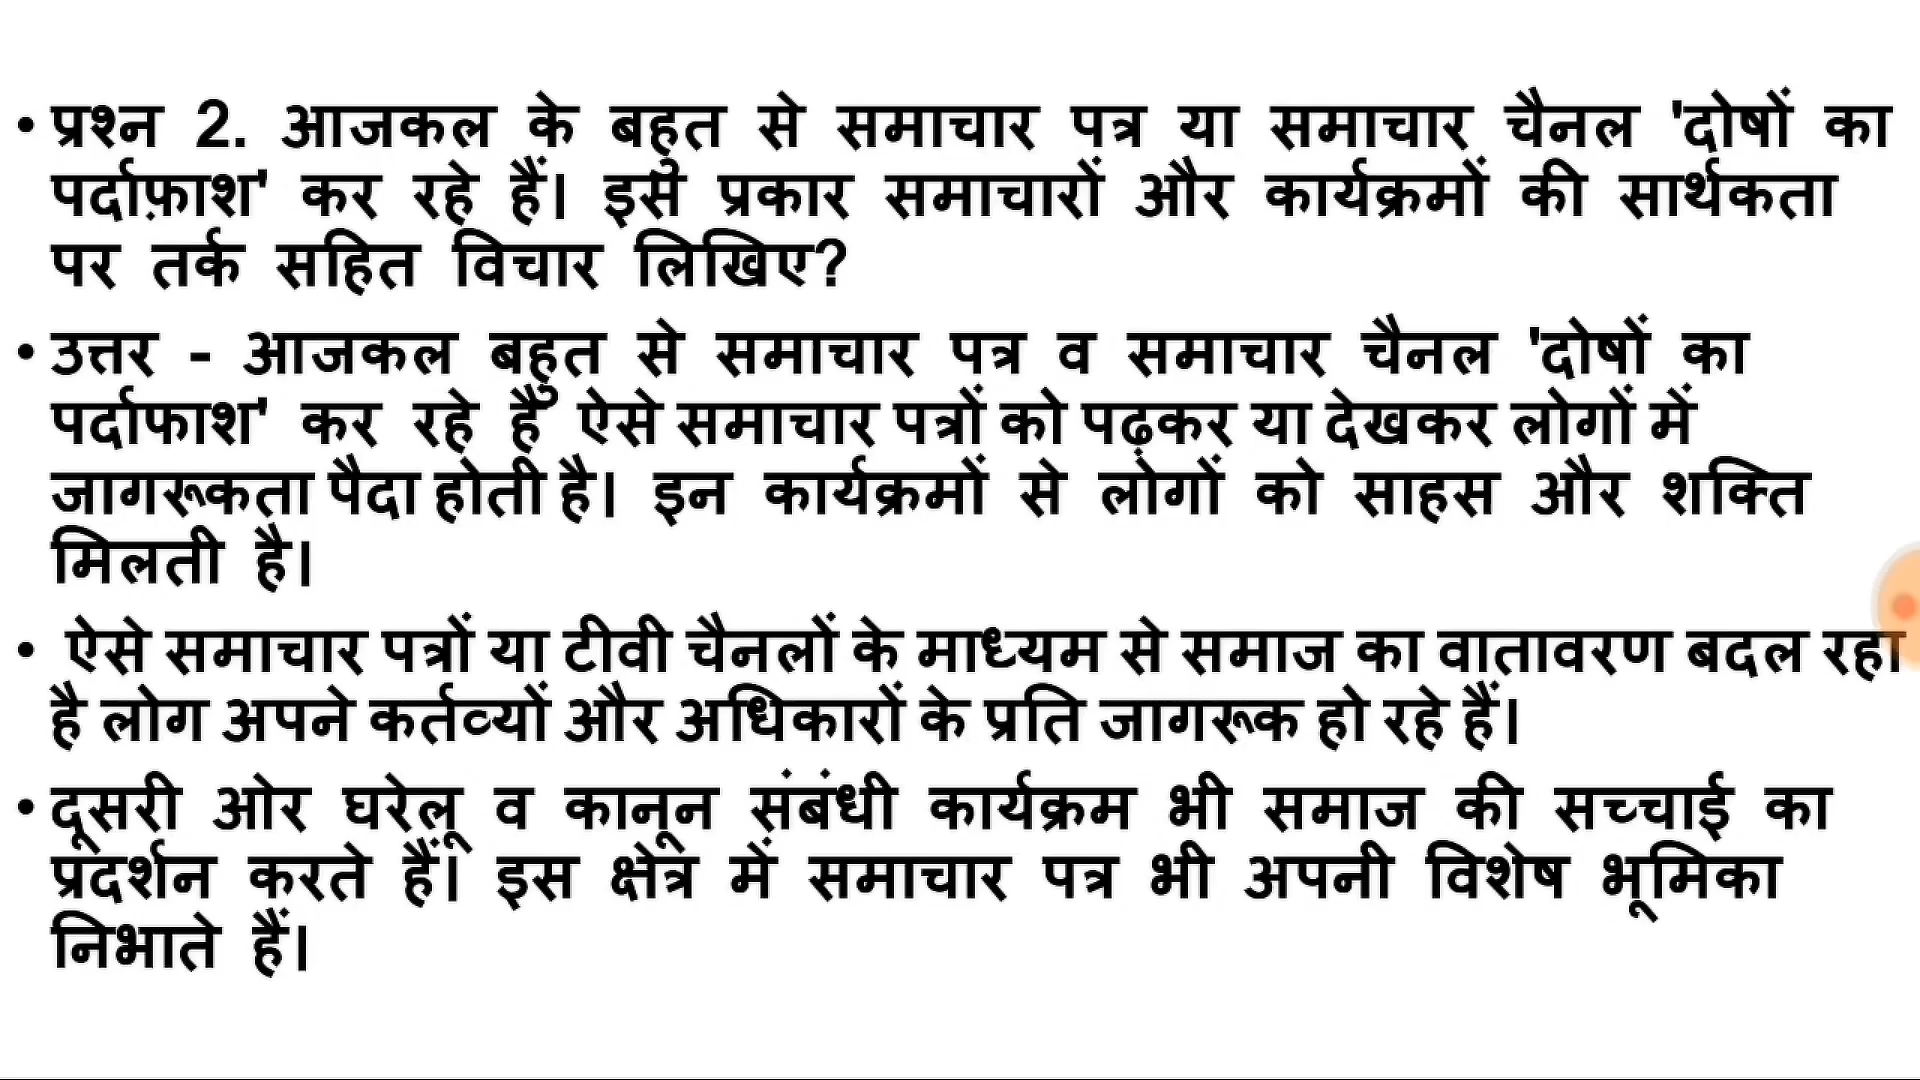 • प्रश्न 2. आजकल के बहुत से समाचार पत्र या समाचार चैनल 'दोषों का
पर्दाफ़ाश' कर रहे हैं। इस प्रकार समाचारों और कार्यक्रमों की सार्थकता
पर तर्क सहित विचार लिखिए?
• उत्तर - आजकल बहुत से समाचार पत्र व समाचार चैनल 'दोषों का
पर्दाफाश' कर रहे हैं ऐसे समाचार पत्रों को पढ़कर या देखकर लोगों में
जागरूकता पैदा होती है। इन कार्यक्रमों से लोगों को साहस और शक्ति
मिलती है।
• ऐसे समाचार पत्रों या टीवी चैनलों के माध्यम से समाज का वातावरण बदल रहा
है लोग अपने कर्तव्यों और अधिकारों के प्रति जागरूक हो रहे हैं।
• दूसरी ओर घरेलू व कानून संबंधी कार्यक्रम भी समाज की सच्चाई का
प्रदर्शन करते हैं। इस क्षेत्र में समाचार पत्र भी अपनी विशेष भूमिका
निभाते हैं।